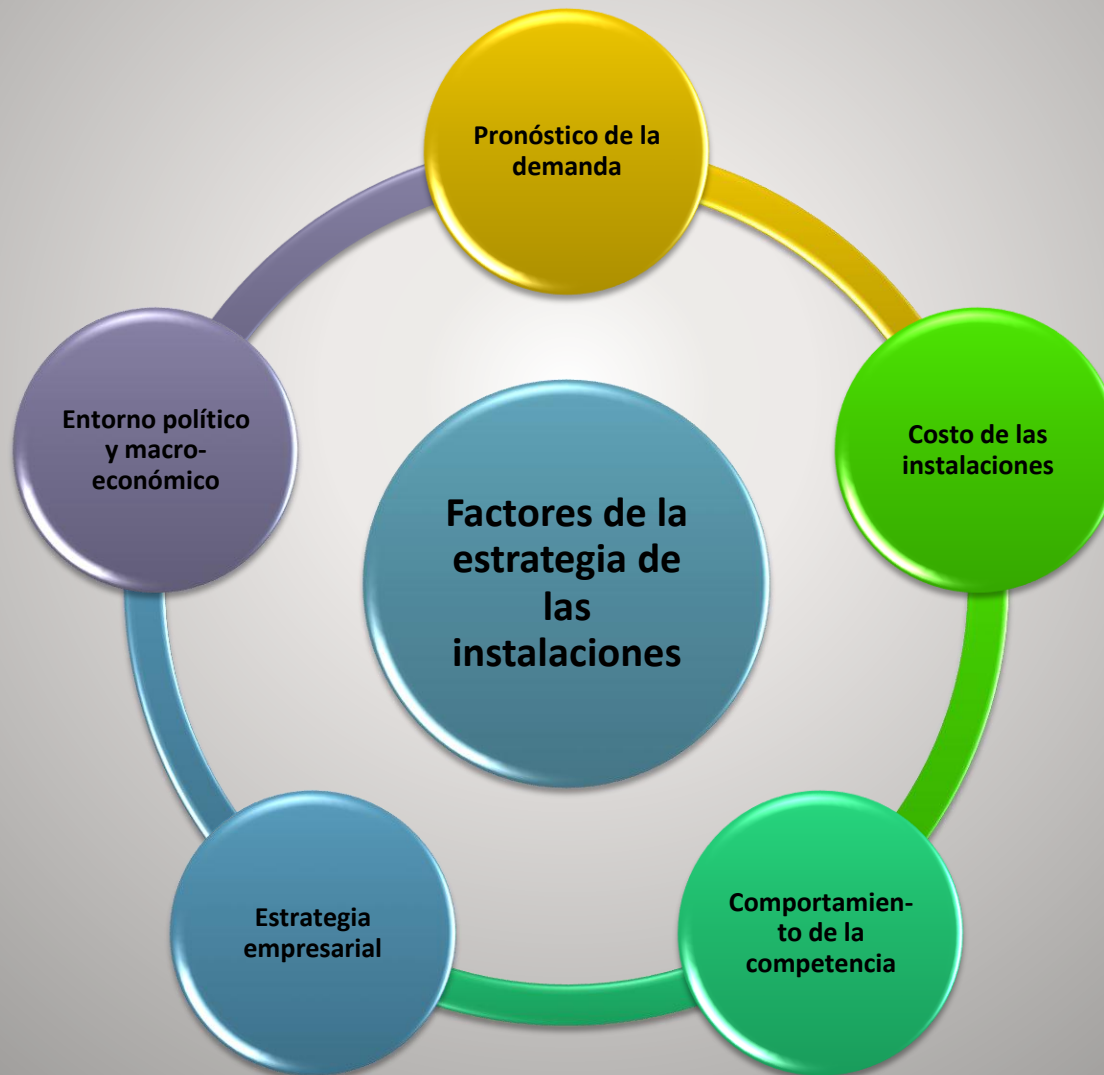 Pronóstico de la
demanda
Costo de las
instalaciones
Comportamien-
to de la
competencia
Estrategia
empresarial
Entorno político
y macro-
económico
Factores de la
estrategia de
las
instalaciones